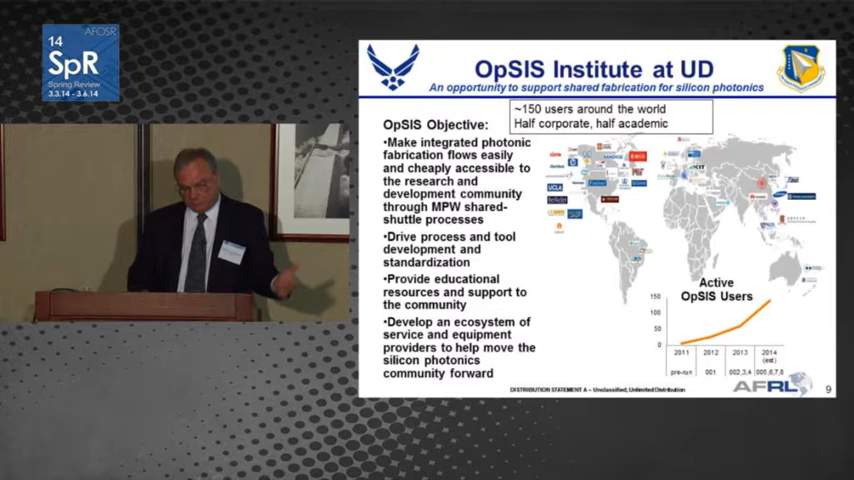 AFOSR
14
SpR
Spring Review
3.3.14 - 3.6.14
OpSIS Institute at UD
An opportunity to support shared fabrication for silicon photonics
~150 users around the world
Half corporate, half academic
OpSIS Objective:
•Make integrated photonic
fabrication flows easily
and cheaply accessible to
the research and
development community
through MPW shared-
shuttle processes
•Drive process and tool
development and
standardization
•Provide educational
resources and support to
the community
•Develop an ecosystem of
service and equipment
providers to help move the
silicon photonics
community forward
UCLA
Berkeley
Active
OpSIS Users
150
100
50
0
2011
2012
2013
2014
(est)
pre-run
001
002,3,4
005,6,7,8
DISTRIBUTION STATEMENT A – Unclassified, Unlimited Distribution
AFRL
9